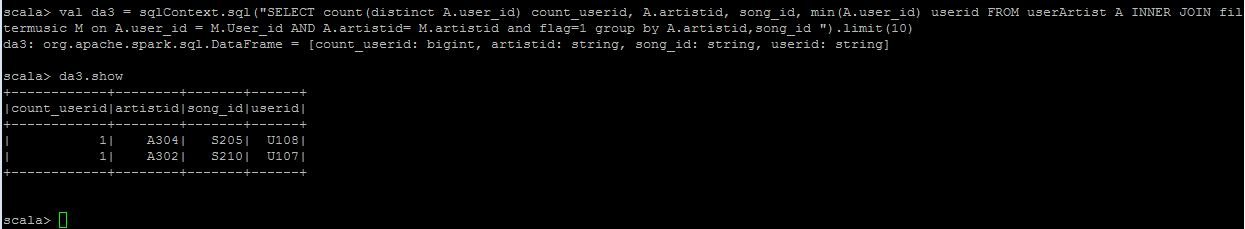 scala> val da3 = sqlContext.sql("SELECT count(distinct A.user_id) count_userid, A.artistid, song_id, min(A.user_id) userid FROM userArtist A INNER JOIN fil
termusic M on A.user_id = M.User_id AND A.artistid= M.artistid and flag=1 group by A.artistid,song_id ").limit(10)
da3: org.apache.spark.sql.DataFrame = [count_userid: bigint, artistid: string, song_id: string, userid: string]
scala> da3.show
+------------+--------+-------+------+
|count_userid|artistid|song_id|userid|
+------------+--------+-------+------+
|           1|    A304|   S205|  U108|
|           1|    A302|   S210|  U107|
+------------+--------+-------+------+
scala>